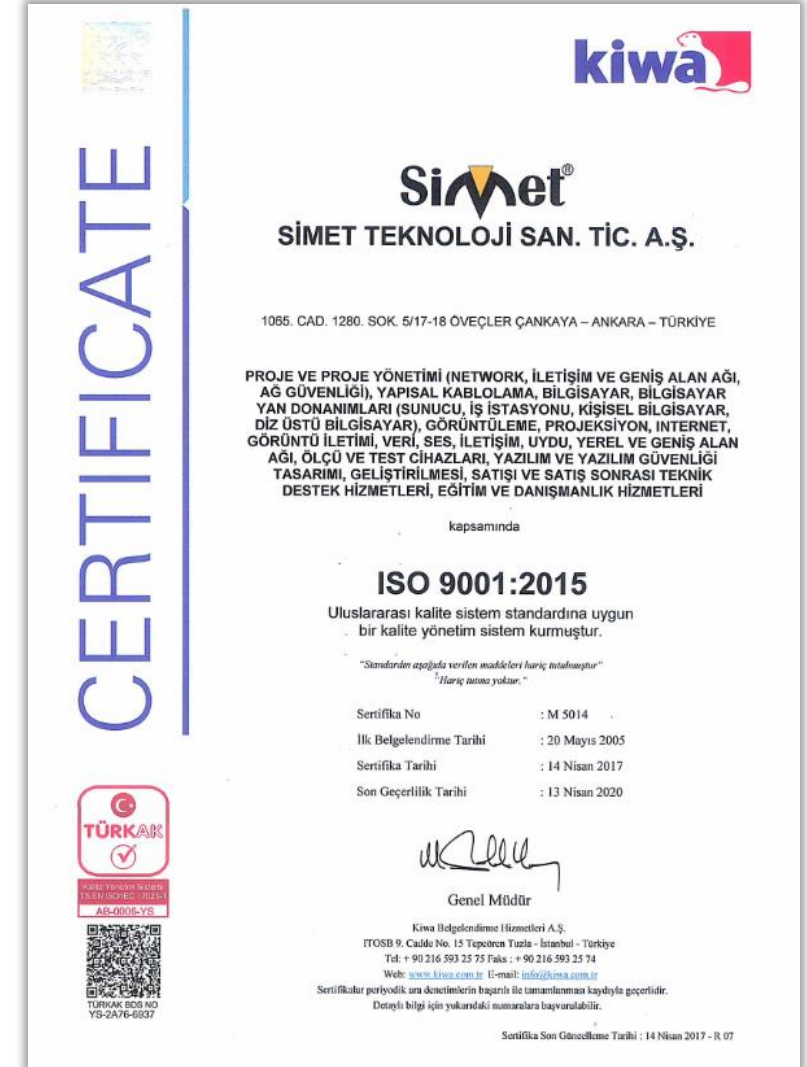 kiwa
CERTIFICATE
Simet®
SİMET TEKNOLOJİ SAN. TİC. A.Ş.
1065. CAD. 1280. SOK. 5/17-18 ÖVEÇLER ÇANKAYA – ANKARA – TÜRKİYE
PROJE VE PROJE YÖNETİMİ (NETWORK, İLETİŞİM VE GENİŞ ALAN AĞI,
AĞ GÜVENLİĞİ), YAPISAL KABLOLAMA, BİLGİSAYAR, BİLGİSAYAR
YAN DONANIMLARI (SUNUCU, İŞ İSTASYONU, KİŞİSEL BİLGİSAYAR,
DİZ ÜSTÜ BİLGİSAYAR), GÖRÜNTÜLEME, PROJEKSİYON, INTERNET,
GÖRÜNTÜ İLETİMİ, VERİ, SES, İLETİŞİM, UYDU, YEREL VE GENİŞ ALAN
AĞI, ÖLÇÜ VE TEST CİHAZLARI, YAZILIM VE YAZILIM GÜVENLİĞİ
TASARIMI, GELİŞTİRİLMESİ, SATIŞI VE SATIŞ SONRASI TEKNİK
DESTEK HİZMETLERİ, EĞİTİM VE DANIŞMANLIK HİZMETLERİ
kapsamında
ISO 9001:2015
Uluslararası kalite sistem standardına uygun
bir kalite yönetim sistem kurmuştur.
"Standardın aşağıda verilen maddeleri hariç tutulmuştur"
"Hariç tutma yoktur."
Sertifika No : M 5014
İlk Belgelendirme Tarihi : 20 Mayıs 2005
Sertifika Tarihi : 14 Nisan 2017
Son Geçerlilik Tarihi : 13 Nisan 2020
Genel Müdür
Kiwa Belgelendirme Hizmetleri A.Ş.
ITOSB 9. Cadde No. 15 Tepeören Tuzla - İstanbul - Türkiye
Tel: + 90 216 593 25 75 Faks : + 90 216 593 25 74
Web: www.kiwa.com.tr E-mail: info@kiwa.com.tr
Sertifikalar periyodik ara denetimlerin başarılı ile tamamlanması kaydıyla geçerlidir.
Detaylı bilgi için yukarıdaki numaralara başvurulabilir.
Sertifika Son Güncelleme Tarihi : 14 Nisan 2017 - R 07
TÜRKAK
Kalite Yönetim Sistemi
TS EN ISO/IEC 17021-1
AB-0006-YS
TÜRKAK BDS NO
YS-2A76-6937